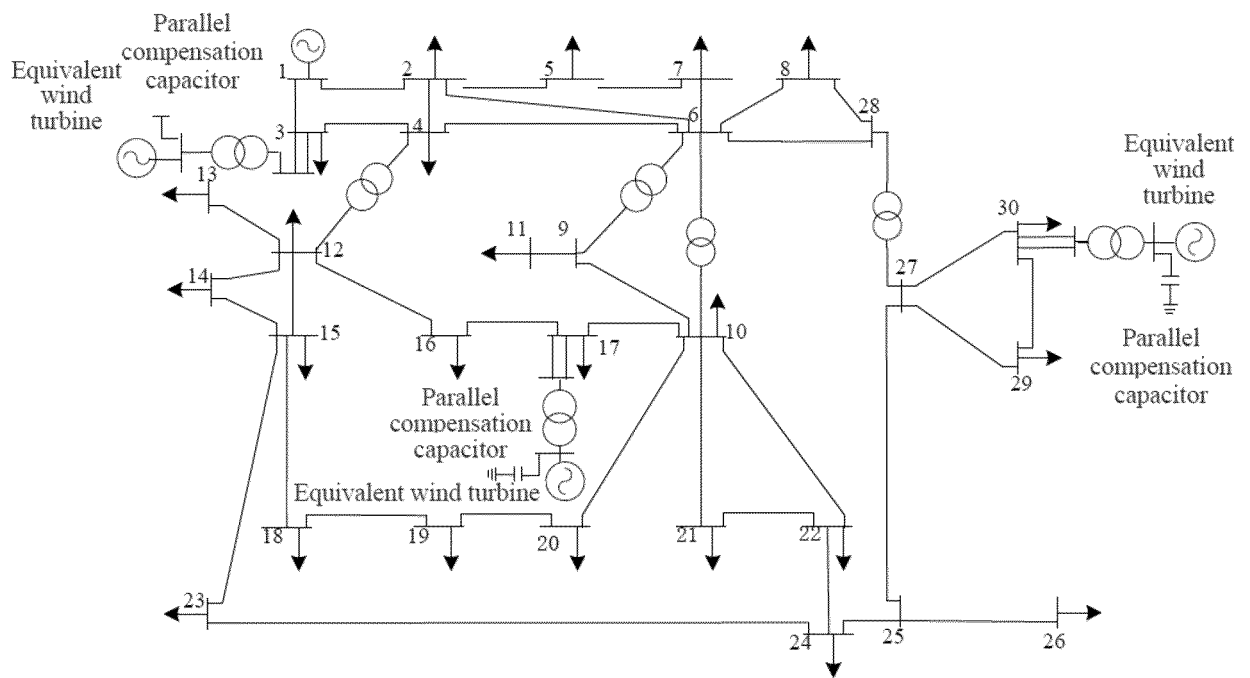 Parallel
compensation
capacitor
Equivalent
wind
turbine
1
2
5
7
8
3
4
6
28
13
12
11
9
30
Equivalent
wind
turbine
14
27
15
16
17
10
29
Parallel
compensation
capacitor
Parallel
compensation
capacitor
Equivalent wind turbine
18
19
20
21
22
23
24
25
26